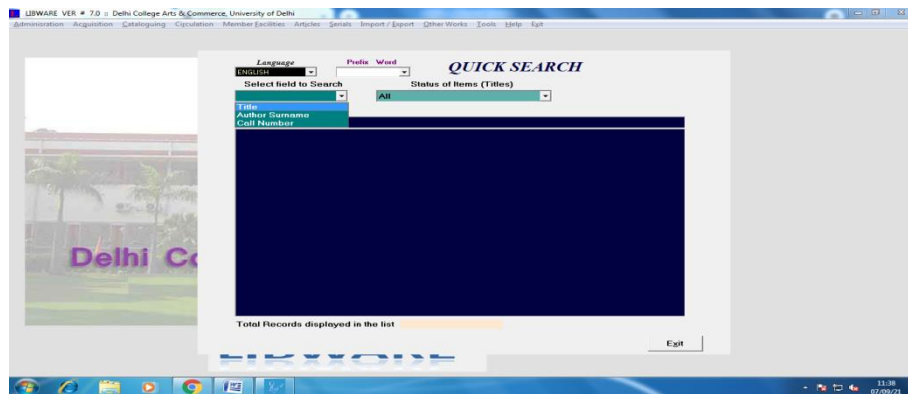 LIBWARE VER # 7.0 :: Delhi College Arts & Commerce, University of Delhi
Administration Acquisition Cataloguing Circulation Member Facilities Articles Serials Import / Export Other Works Tools Help Exit
Language Prefix Word QUICK SEARCH
ENGLISH
Select field to Search Status of Items (Titles)
All
Title
Author Surname
Call Number
Delhi Co
Total Records displayed in the list
Exit
LIBWARE
11:38
07/09/21